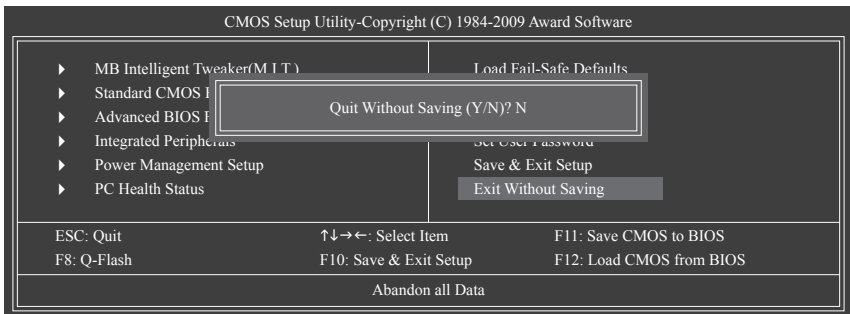 CMOS Setup Utility-Copyright (C) 1984-2009 Award Software
MB Intelligent Tweaker(M.I.T.)
Standard CMOS
Advanced BIOS
Integrated Peripherals
Power Management Setup
PC Health Status
Load Fail-Safe Defaults
Set User Password
Save & Exit Setup
Exit Without Saving
Quit Without Saving (Y/N)? N
ESC: Quit
↑↓→←: Select Item
F11: Save CMOS to BIOS
F8: Q-Flash
F10: Save & Exit Setup
F12: Load CMOS from BIOS
Abandon all Data